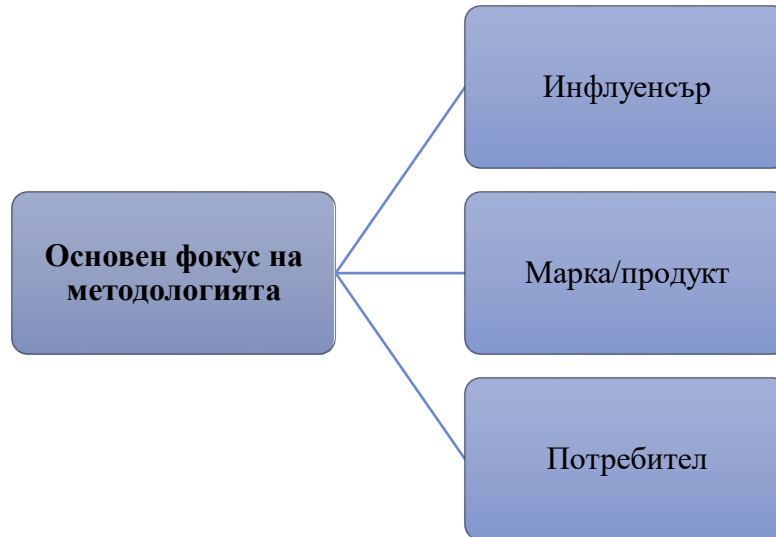 Инфлуенсър
Основен фокус на
методологията
Марка/продукт
Потребител